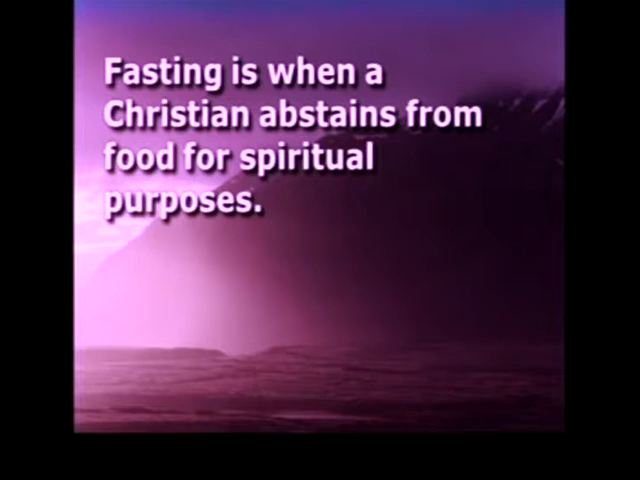 Fasting is when a
Christian abstains from
food for spiritual
purposes.